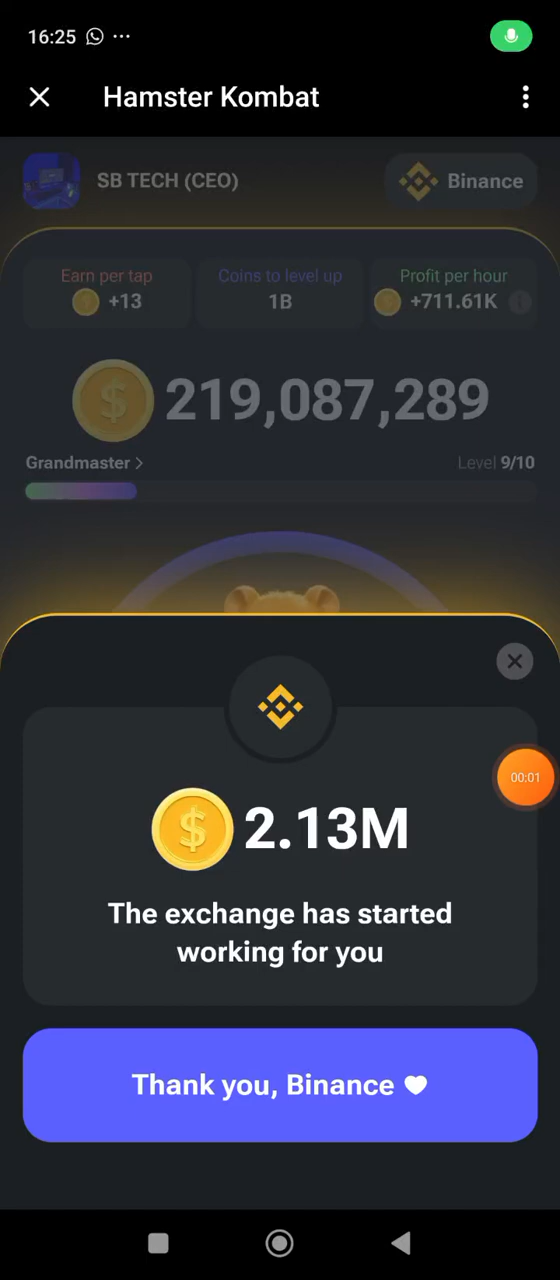 16:25
Hamster Kombat
SB TECH (CEO)
Binance
Earn per tap
Coins to level up
Profit per hour
+13
1B
+711.61K
219,087,289
Grandmaster >
Level 9/10
2.13M
00:01
The exchange has started
working for you
Thank you, Binance 🤍